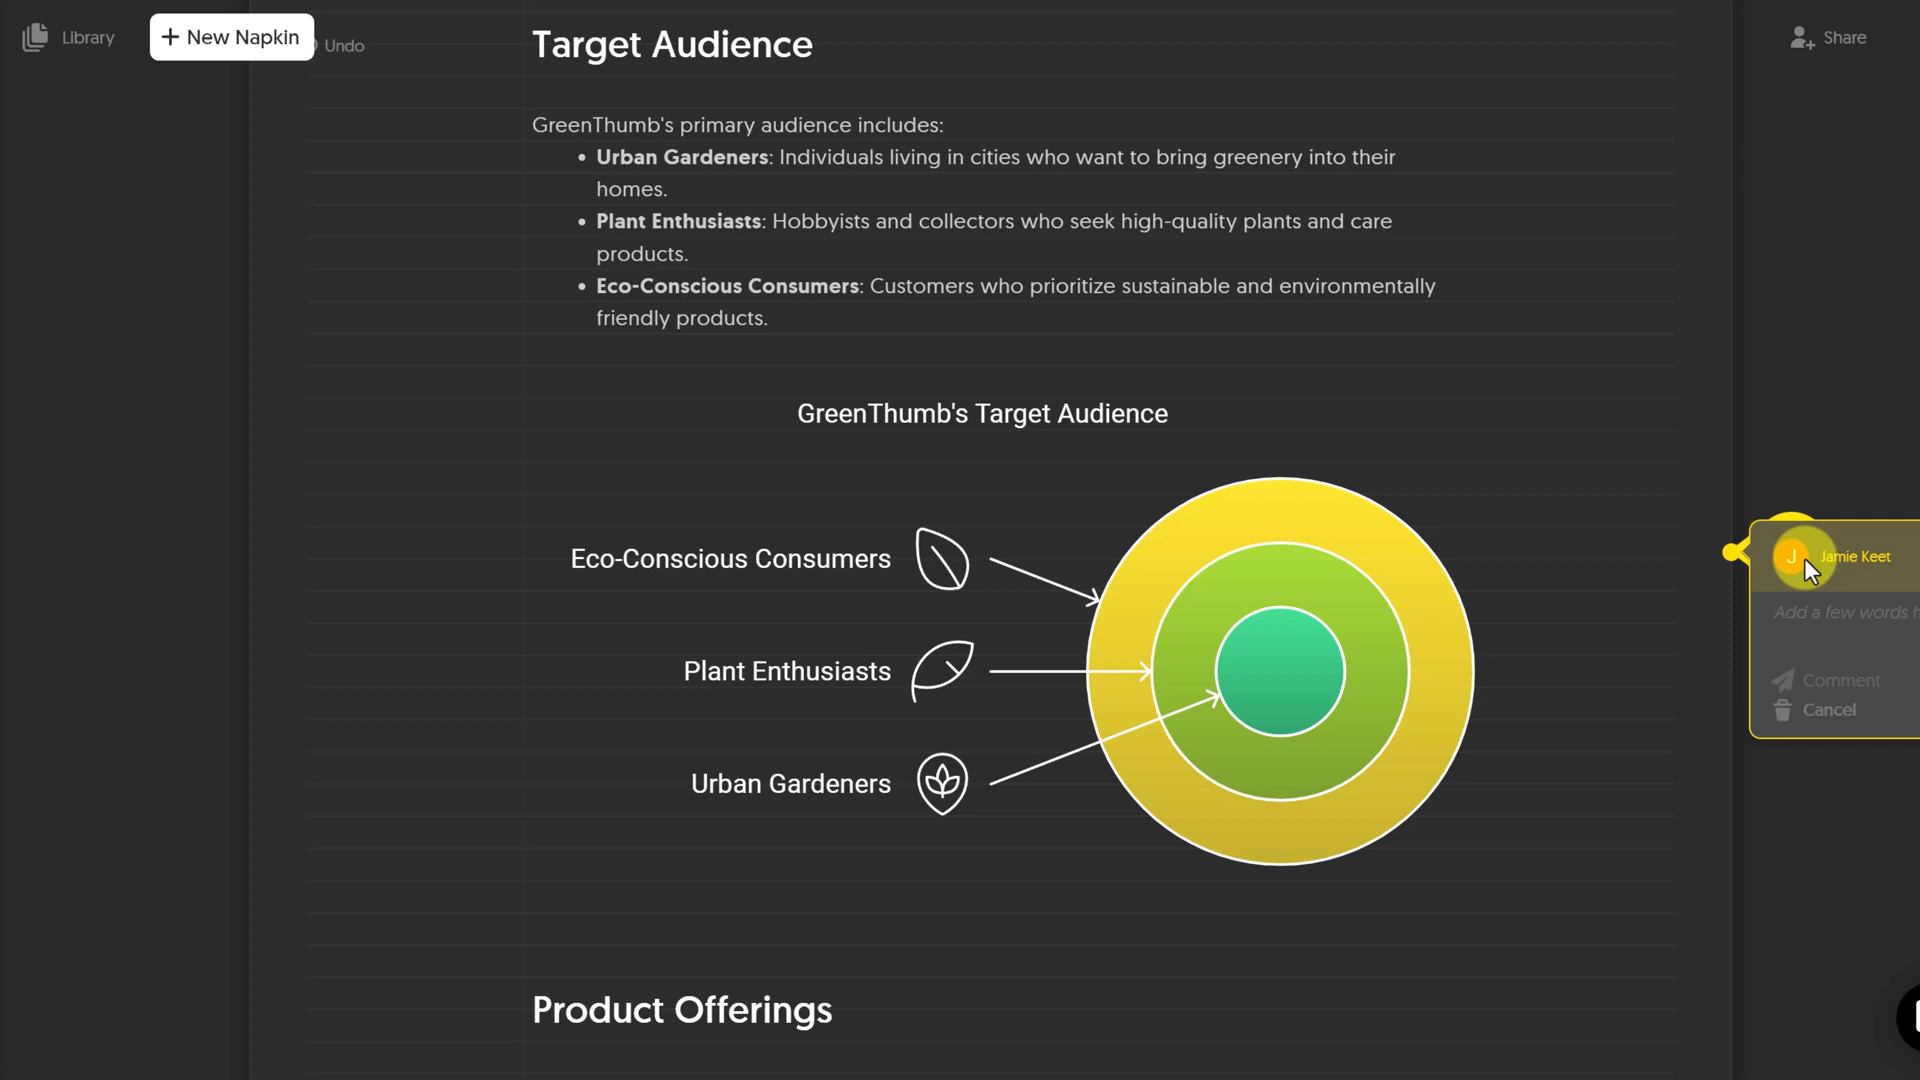 Library
+ New Napkin
Undo
Share
Target Audience
GreenThumb's primary audience includes:
• Urban Gardeners: Individuals living in cities who want to bring greenery into their
homes.
• Plant Enthusiasts: Hobbyists and collectors who seek high-quality plants and care
products.
• Eco-Conscious Consumers: Customers who prioritize sustainable and environmentally
friendly products.
GreenThumb's Target Audience
Eco-Conscious Consumers
Plant Enthusiasts
Urban Gardeners
J Jamie Keet
Add a few words
Comment
Cancel
Product Offerings